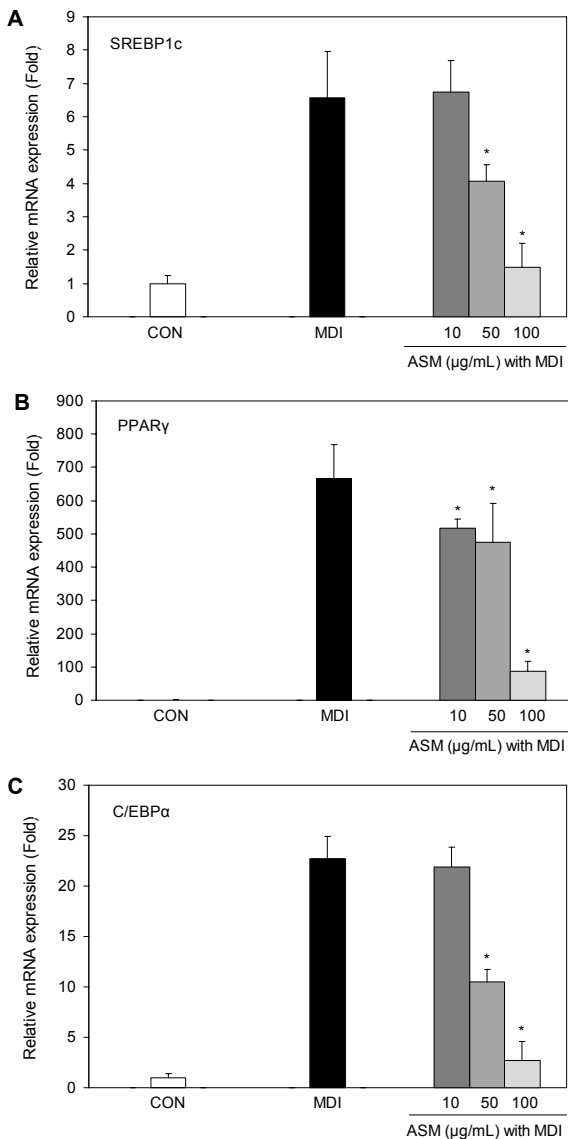 A
SREBP1c
Relative mRNA expression (Fold)
9
8
7
6
5
4
3
2
1
0
* *
CON MDI 10 50 100
ASM (µg/mL) with MDI
B
PPARγ
Relative mRNA expression (Fold)
900
800
700
600
500
400
300
200
100
0
* * *
CON MDI 10 50 100
ASM (µg/mL) with MDI
C
C/EBPα
Relative mRNA expression (Fold)
30
25
20
15
10
5
0
* *
CON MDI 10 50 100
ASM (µg/mL) with MDI